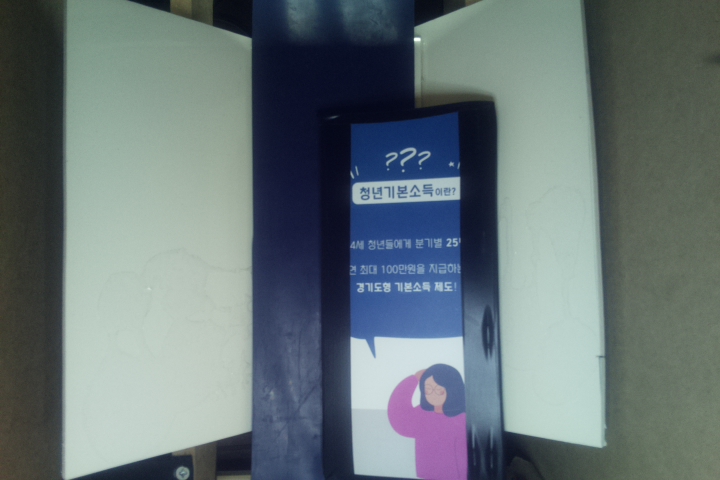 ???
청년기본소득이란?
4세 청년들에게 분기별 25
최대 100만원을 지급하는
경기도형 기본소득 제도!